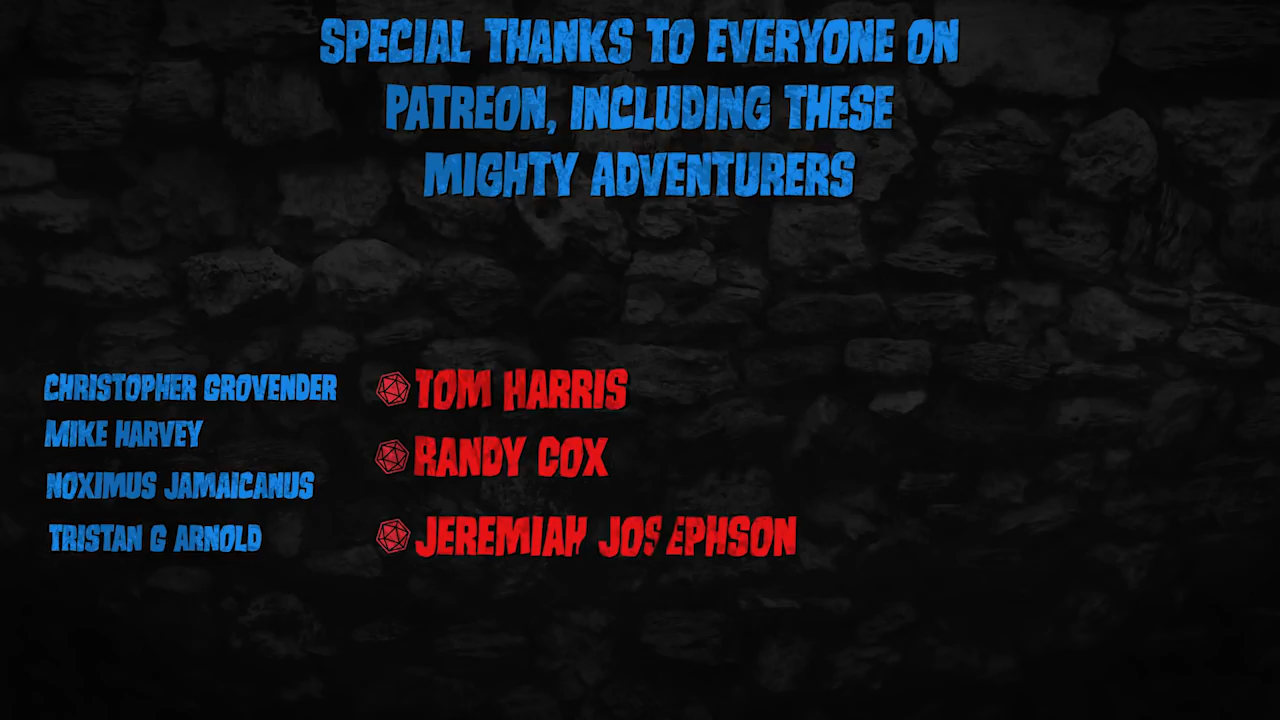 SPECIAL THANKS TO EVERYONE ON
PATREON, INCLUDING THESE
MIGHTY ADVENTURERS
CHRISTOPHER GROVENDER
MIKE HARVEY
NOXIMUS JAMAICANUS
TRISTAN G ARNOLD
TOM HARRIS
RANDY COX
JEREMIAH JOSEPHSON